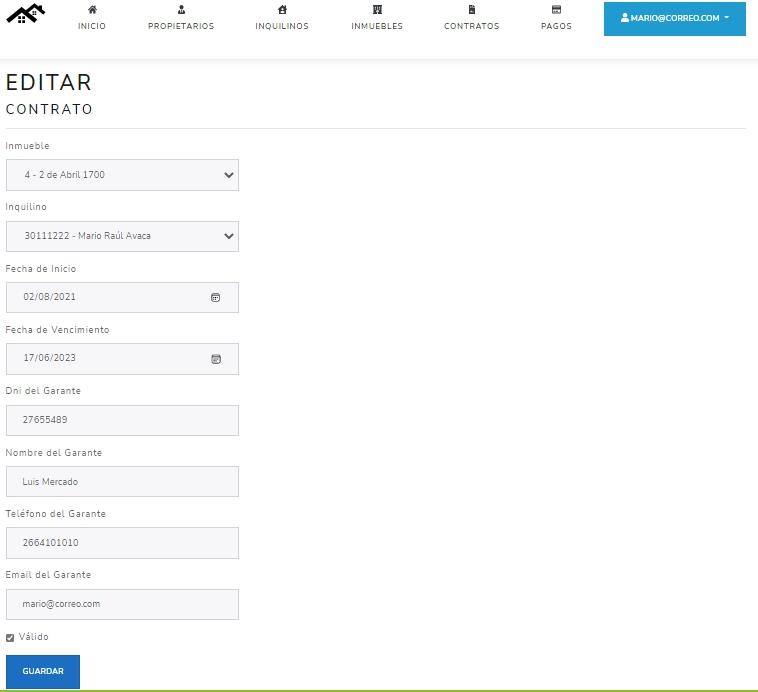 INICIO PROPIETARIOS INQUILINOS INMUEBLES CONTRATOS PAGOS MARIO@CORREO.COM
EDITAR
CONTRATO
Inmueble
4 - 2 de Abril 1700
Inquilino
30111222 - Mario Raúl Avaca
Fecha de Inicio
02/08/2021
Fecha de Vencimiento
17/06/2023
Dni del Garante
27655489
Nombre del Garante
Luis Mercado
Teléfono del Garante
2664101010
Email del Garante
mario@correo.com
Válido
GUARDAR